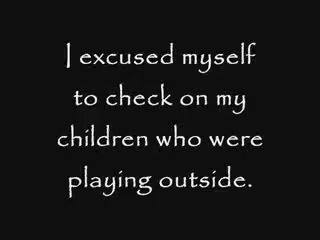 I excused myself
to check on my
children who were
playing outside.